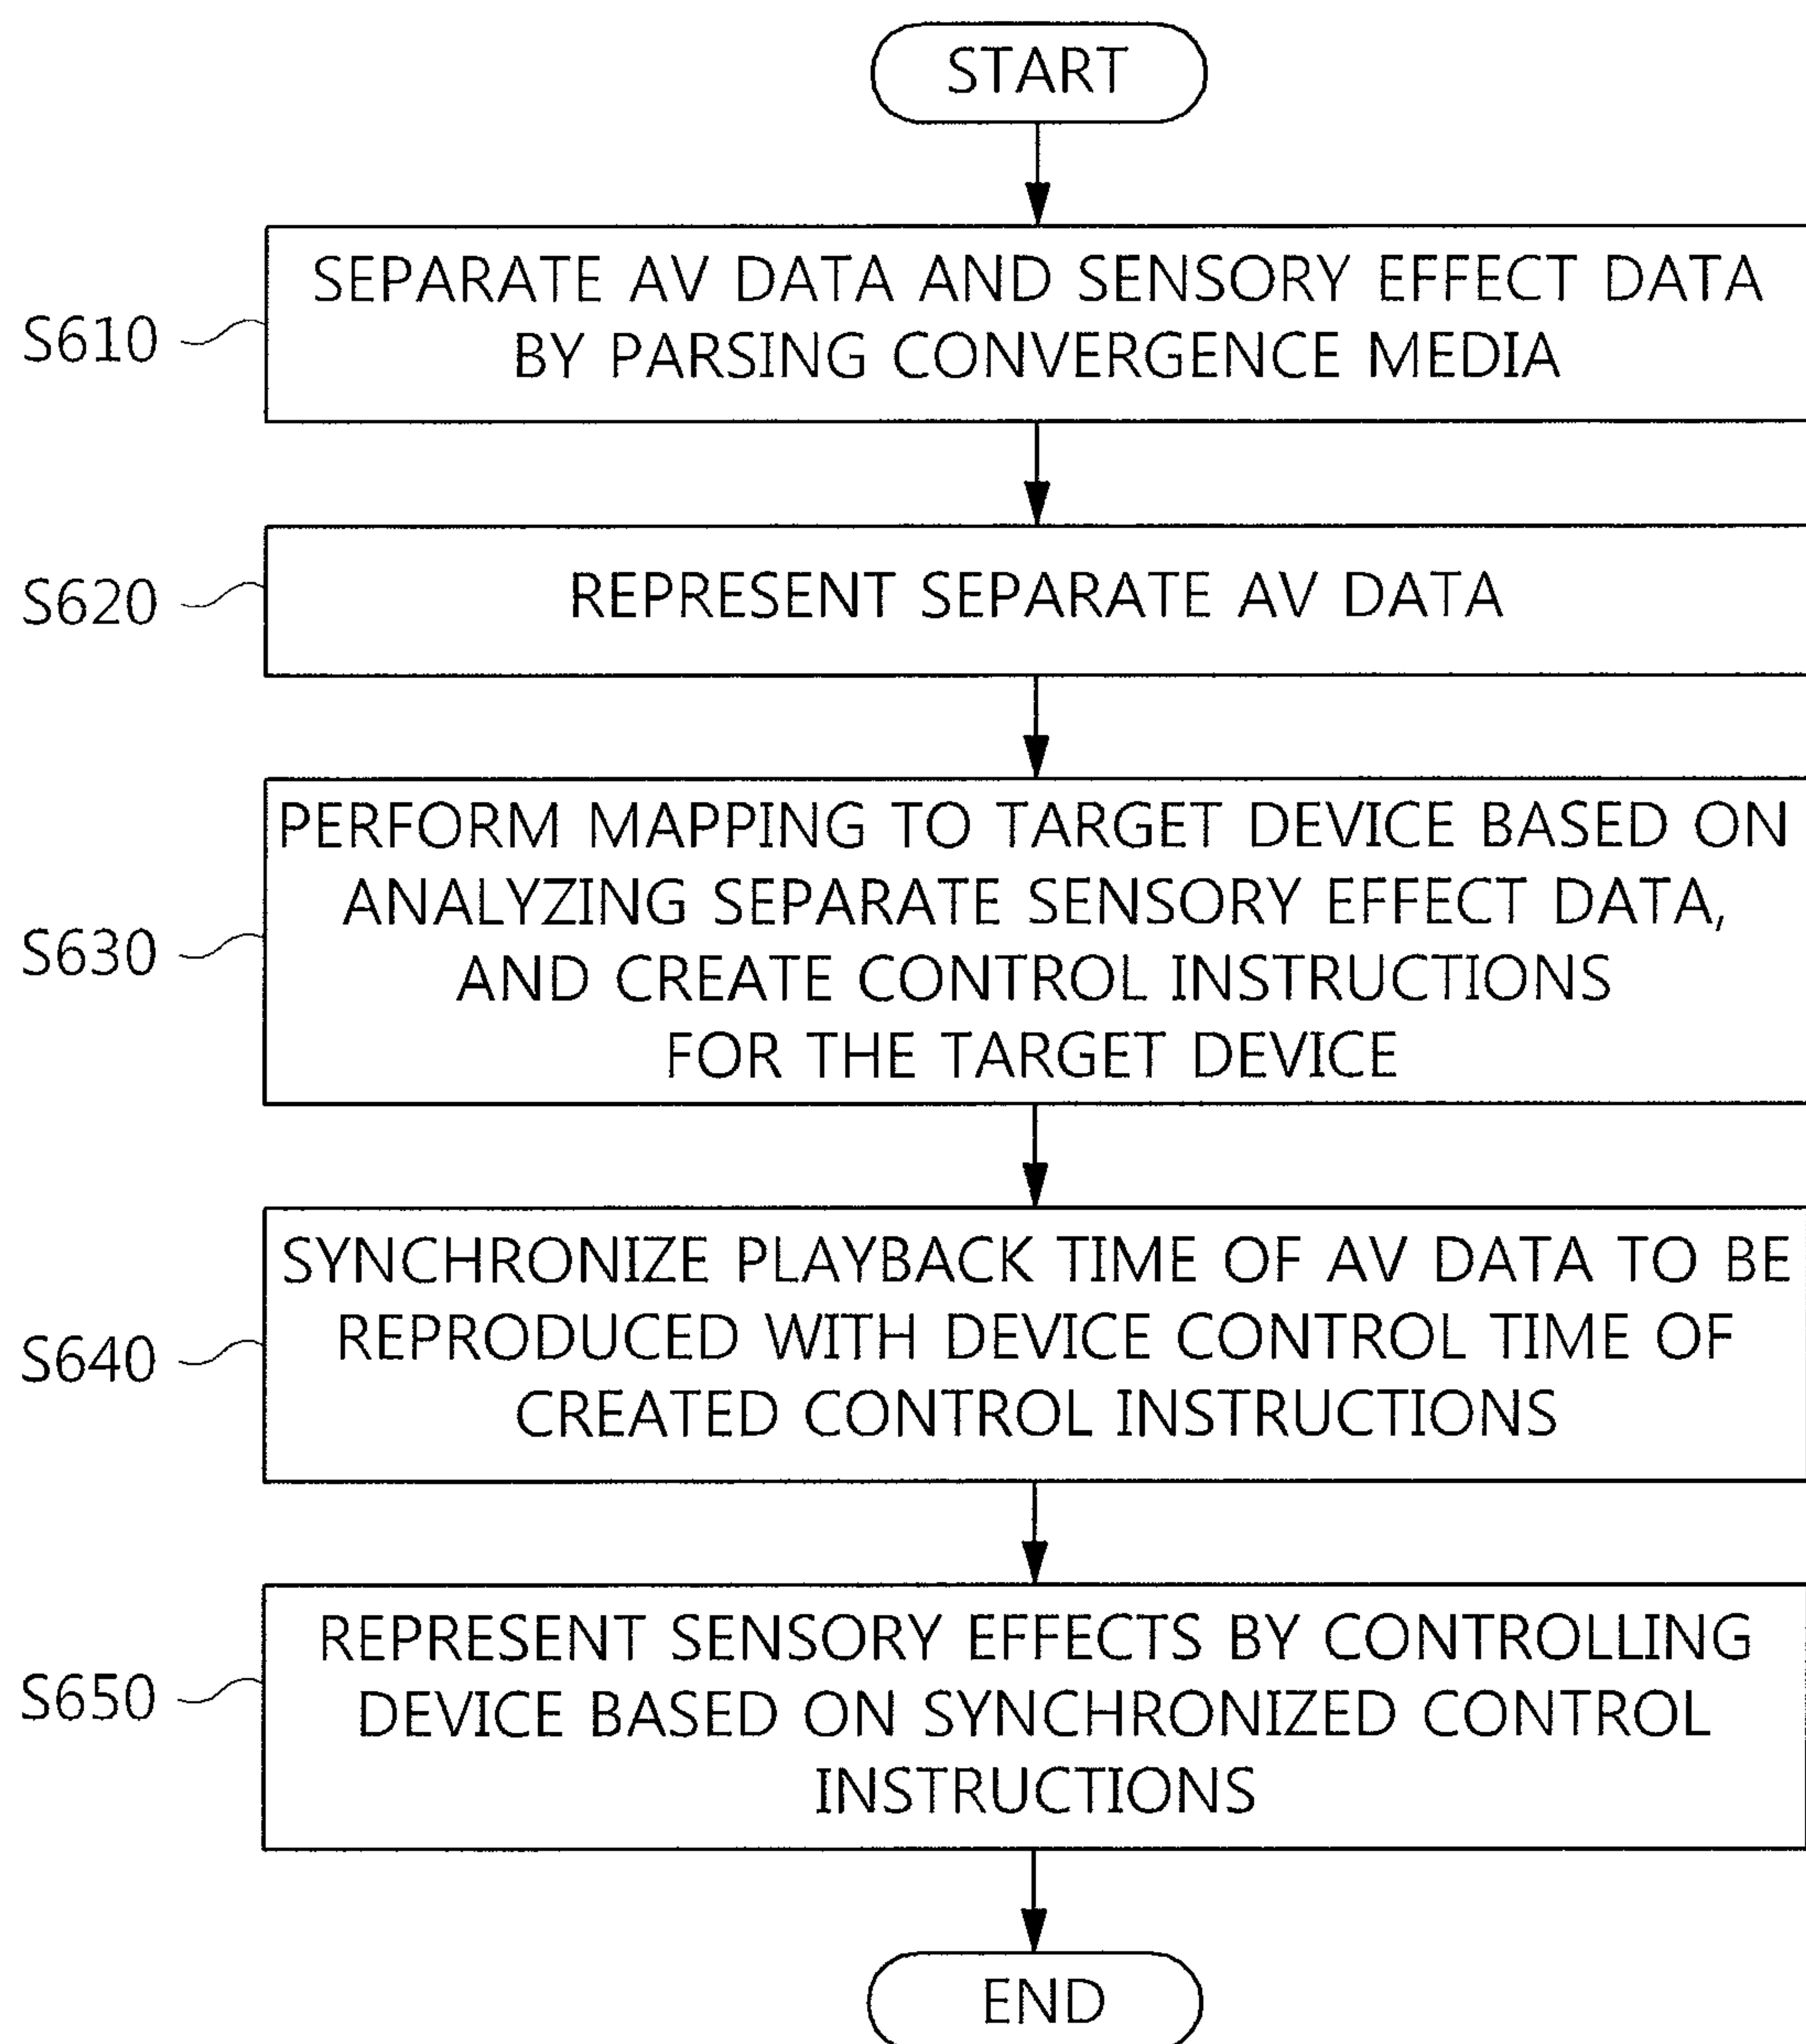 START
S610
SEPARATE AV DATA AND SENSORY EFFECT DATA
BY PARSING CONVERGENCE MEDIA
S620
REPRESENT SEPARATE AV DATA
S630
PERFORM MAPPING TO TARGET DEVICE BASED ON
ANALYZING SEPARATE SENSORY EFFECT DATA,
AND CREATE CONTROL INSTRUCTIONS
FOR THE TARGET DEVICE
S640
SYNCHRONIZE PLAYBACK TIME OF AV DATA TO BE
REPRODUCED WITH DEVICE CONTROL TIME OF
CREATED CONTROL INSTRUCTIONS
S650
REPRESENT SENSORY EFFECTS BY CONTROLLING
DEVICE BASED ON SYNCHRONIZED CONTROL
INSTRUCTIONS
END